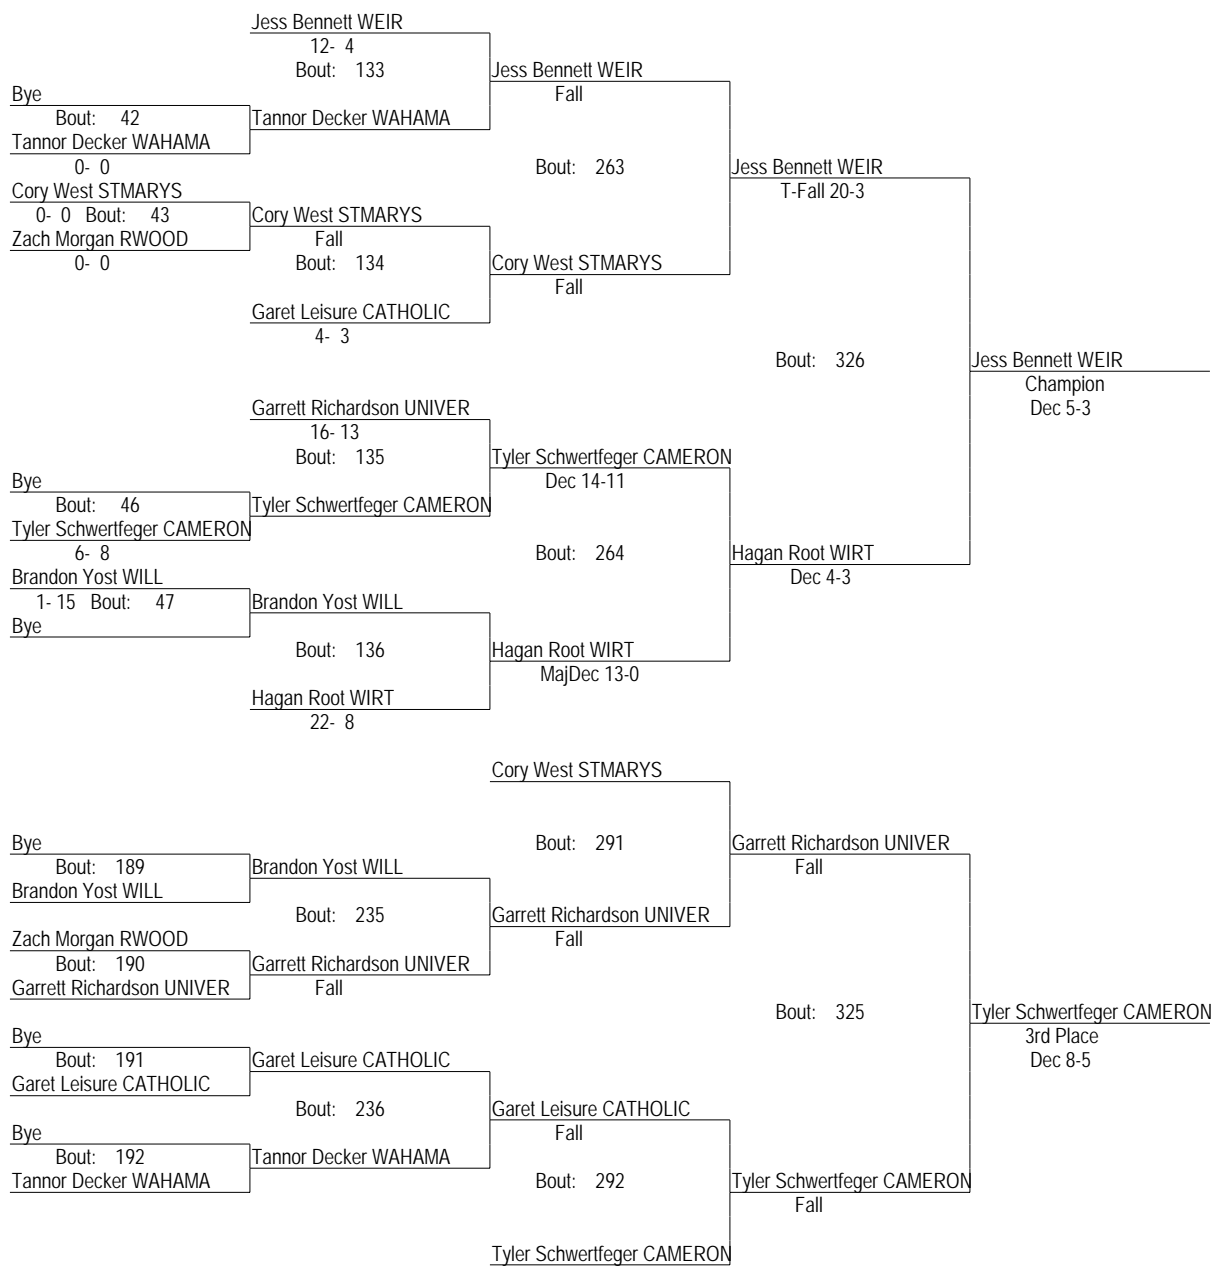 Jess Bennett WEIR
12- 4
Bout: 133
Jess Bennett WEIR
Fall
Bye
Bout: 42
Tannor Decker WAHAMA
Tannor Decker WAHAMA
0- 0
Bout: 263
Jess Bennett WEIR
T-Fall 20-3
Cory West STMARYS
0- 0 Bout: 43
Cory West STMARYS
Zach Morgan RWOOD
Fall
0- 0
Bout: 134
Cory West STMARYS
Fall
Garet Leisure CATHOLIC
4- 3
Bout: 326
Jess Bennett WEIR
Champion
Dec 5-3
Garrett Richardson UNIVER
16- 13
Bout: 135
Tyler Schwertfeger CAMERON
Dec 14-11
Bye
Bout: 46
Tyler Schwertfeger CAMERON
Tyler Schwertfeger CAMERON
6- 8
Bout: 264
Hagan Root WIRT
Dec 4-3
Brandon Yost WILL
1- 15 Bout: 47
Brandon Yost WILL
Bye
Bout: 136
Hagan Root WIRT
MajDec 13-0
Hagan Root WIRT
22- 8
Cory West STMARYS
Bout: 291
Garrett Richardson UNIVER
Fall
Bye
Bout: 189
Brandon Yost WILL
Brandon Yost WILL
Bout: 235
Garrett Richardson UNIVER
Fall
Zach Morgan RWOOD
Bout: 190
Garrett Richardson UNIVER
Garrett Richardson UNIVER
Fall
Bout: 325
Tyler Schwertfeger CAMERON
3rd Place
Dec 8-5
Bye
Bout: 191
Garet Leisure CATHOLIC
Garet Leisure CATHOLIC
Bout: 236
Garet Leisure CATHOLIC
Fall
Bye
Bout: 192
Tannor Decker WAHAMA
Tannor Decker WAHAMA
Bout: 292
Tyler Schwertfeger CAMERON
Fall
Tyler Schwertfeger CAMERON